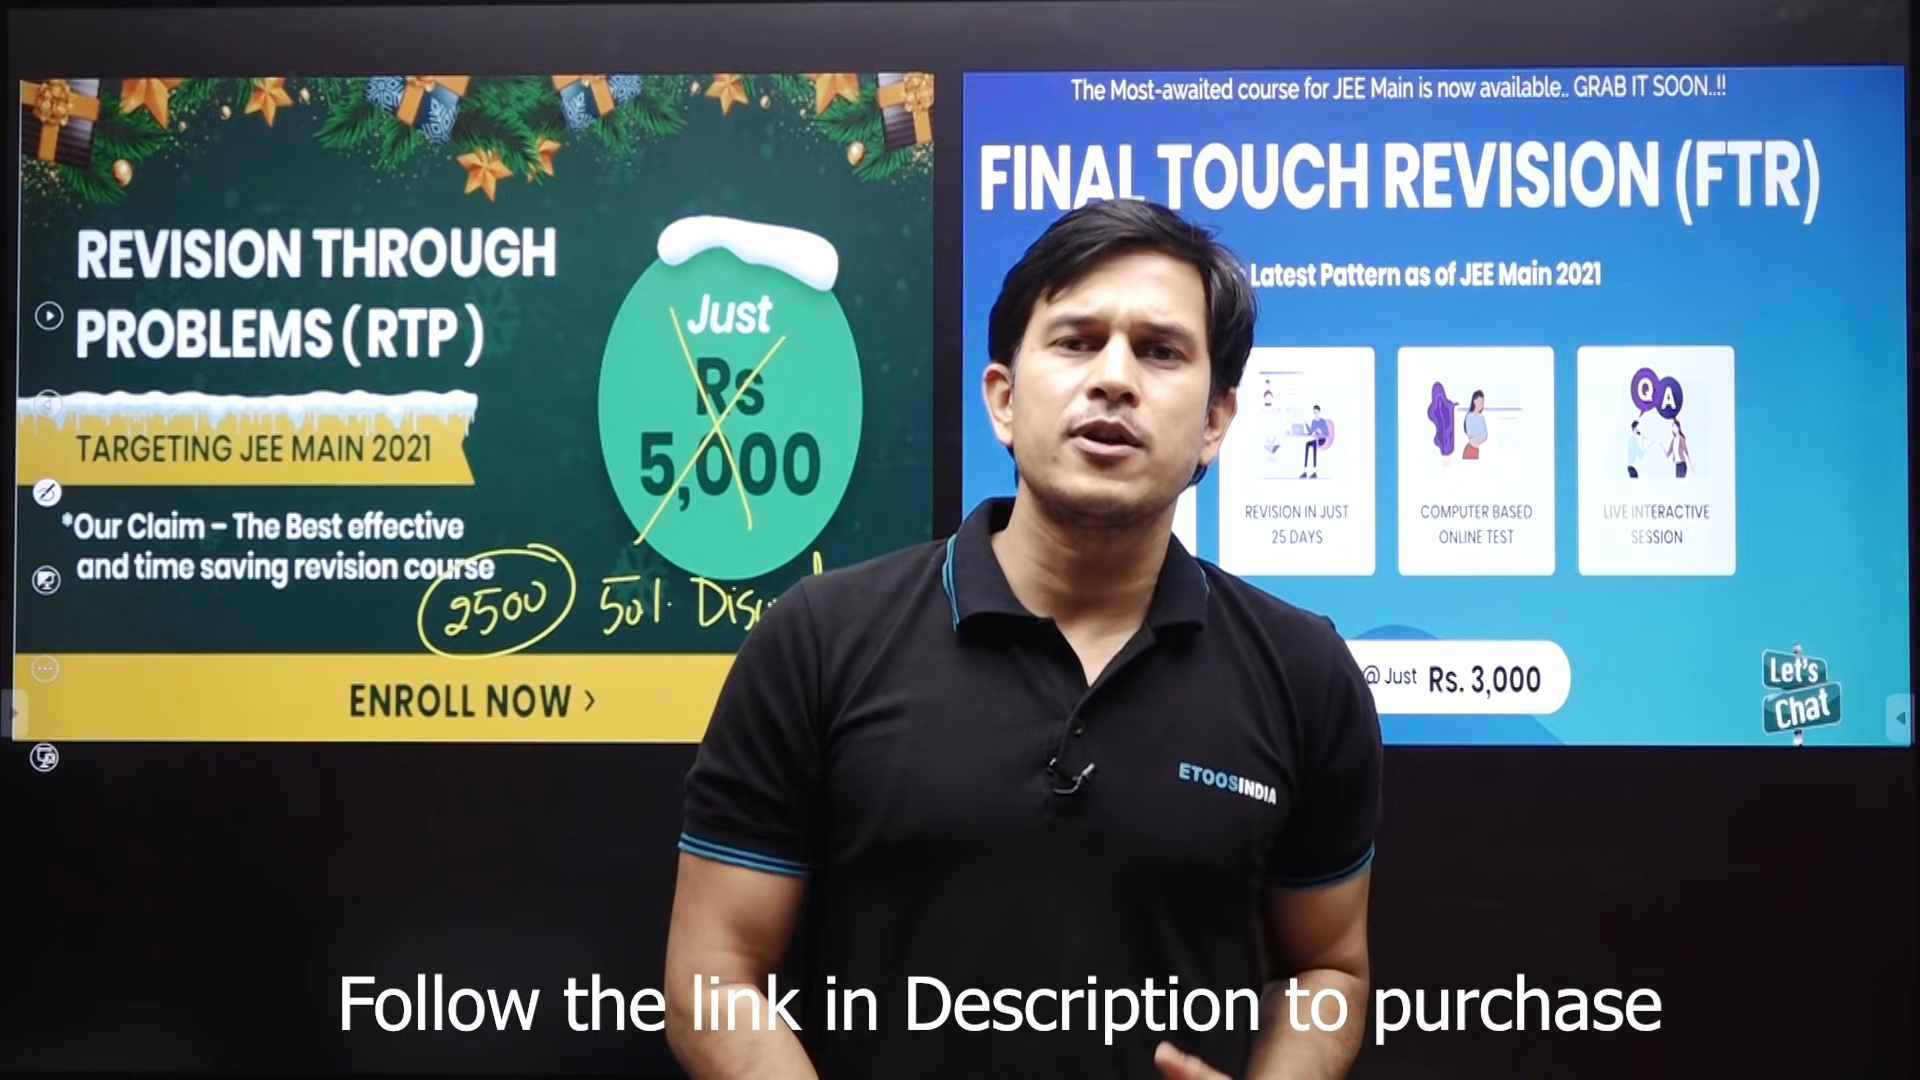 REVISION THROUGH
PROBLEMS (RTP)
TARGETING JEE MAIN 2021
*Our Claim – The Best effective
and time saving revision course
Just
Rs
5,000
2500
50%
ENROLL NOW >
The Most-awaited course for JEE Main is now available.. GRAB IT SOON..!!
FINAL TOUCH REVISION (FTR)
Latest Pattern as of JEE Main 2021
REVISION IN JUST
25 DAYS
COMPUTER BASED
ONLINE TEST
Q A
LIVE INTERACTIVE
SESSION
@ Just Rs. 3,000
Let's
Chat
ETOOSINDIA
Follow the link in Description to purchase